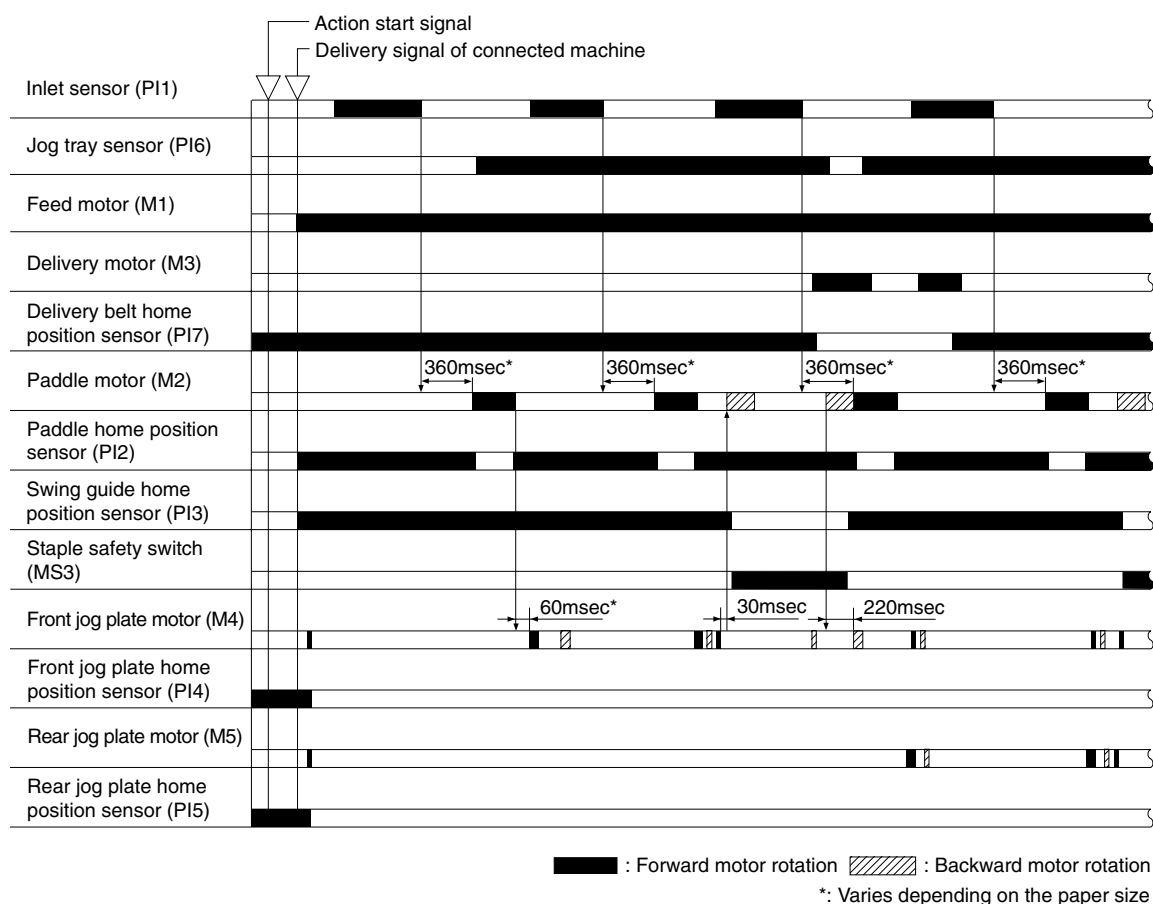 Action start signal
Delivery signal of connected machine
Inlet sensor (PI1)
Jog tray sensor (PI6)
Feed motor (M1)
Delivery motor (M3)
Delivery belt home
position sensor (PI7)
Paddle motor (M2)
360msec* 360msec* 360msec* 360msec*
Paddle home position
sensor (PI2)
Swing guide home
position sensor (PI3)
Staple safety switch
(MS3)
Front jog plate motor (M4)
60msec* 30msec 220msec
Front jog plate home
position sensor (PI4)
Rear jog plate motor (M5)
Rear jog plate home
position sensor (PI5)
: Forward motor rotation : Backward motor rotation
*: Varies depending on the paper size